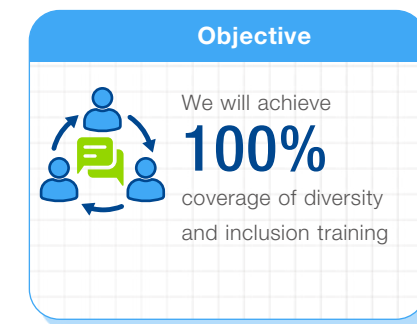 Objective
We will achieve
100%
coverage of diversity
and inclusion training